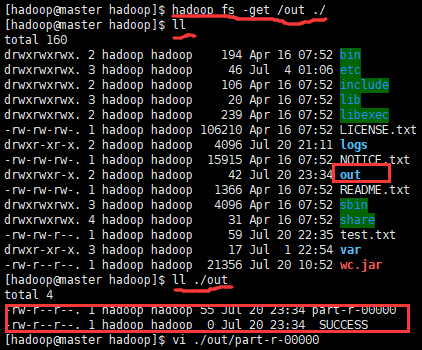 [hadoop@master hadoop]$ hadoop fs -get /out ./
[hadoop@master hadoop]$ ll
total 160
drwxrwxrwx. 2 hadoop hadoop 194 Apr 16 07:52 bin
drwxrwxrwx. 3 hadoop hadoop 46 Jul 4 01:06 etc
drwxrwxrwx. 2 hadoop hadoop 106 Apr 16 07:52 include
drwxrwxrwx. 3 hadoop hadoop 20 Apr 16 07:52 lib
drwxrwxrwx. 2 hadoop hadoop 239 Apr 16 07:52 libexec
-rw-rw-rw-. 1 hadoop hadoop 106210 Apr 16 07:52 LICENSE.txt
drwxr-xr-x. 2 hadoop hadoop 4096 Jul 20 21:11 logs
-rw-rw-rw-. 1 hadoop hadoop 15915 Apr 16 07:52 NOTICE.txt
drwxrwxr-x. 2 hadoop hadoop 42 Jul 20 23:34 out
-rw-rw-rw-. 1 hadoop hadoop 1366 Apr 16 07:52 README.txt
drwxrwxrwx. 3 hadoop hadoop 4096 Apr 16 07:52 sbin
drwxrwxrwx. 4 hadoop hadoop 31 Apr 16 07:52 share
-rw-rw-r--. 1 hadoop hadoop 59 Jul 20 22:35 test.txt
drwxr-xr-x. 3 hadoop hadoop 17 Jul 1 22:54 var
-rw-r--r--. 1 hadoop hadoop 21356 Jul 20 10:52 wc.jar
[hadoop@master hadoop]$ ll ./out
total 4
-rw-r--r--. 1 hadoop hadoop 55 Jul 20 23:34 part-r-00000
-rw-r--r--. 1 hadoop hadoop 0 Jul 20 23:34 _SUCCESS
[hadoop@master hadoop]$ vi ./out/part-r-00000